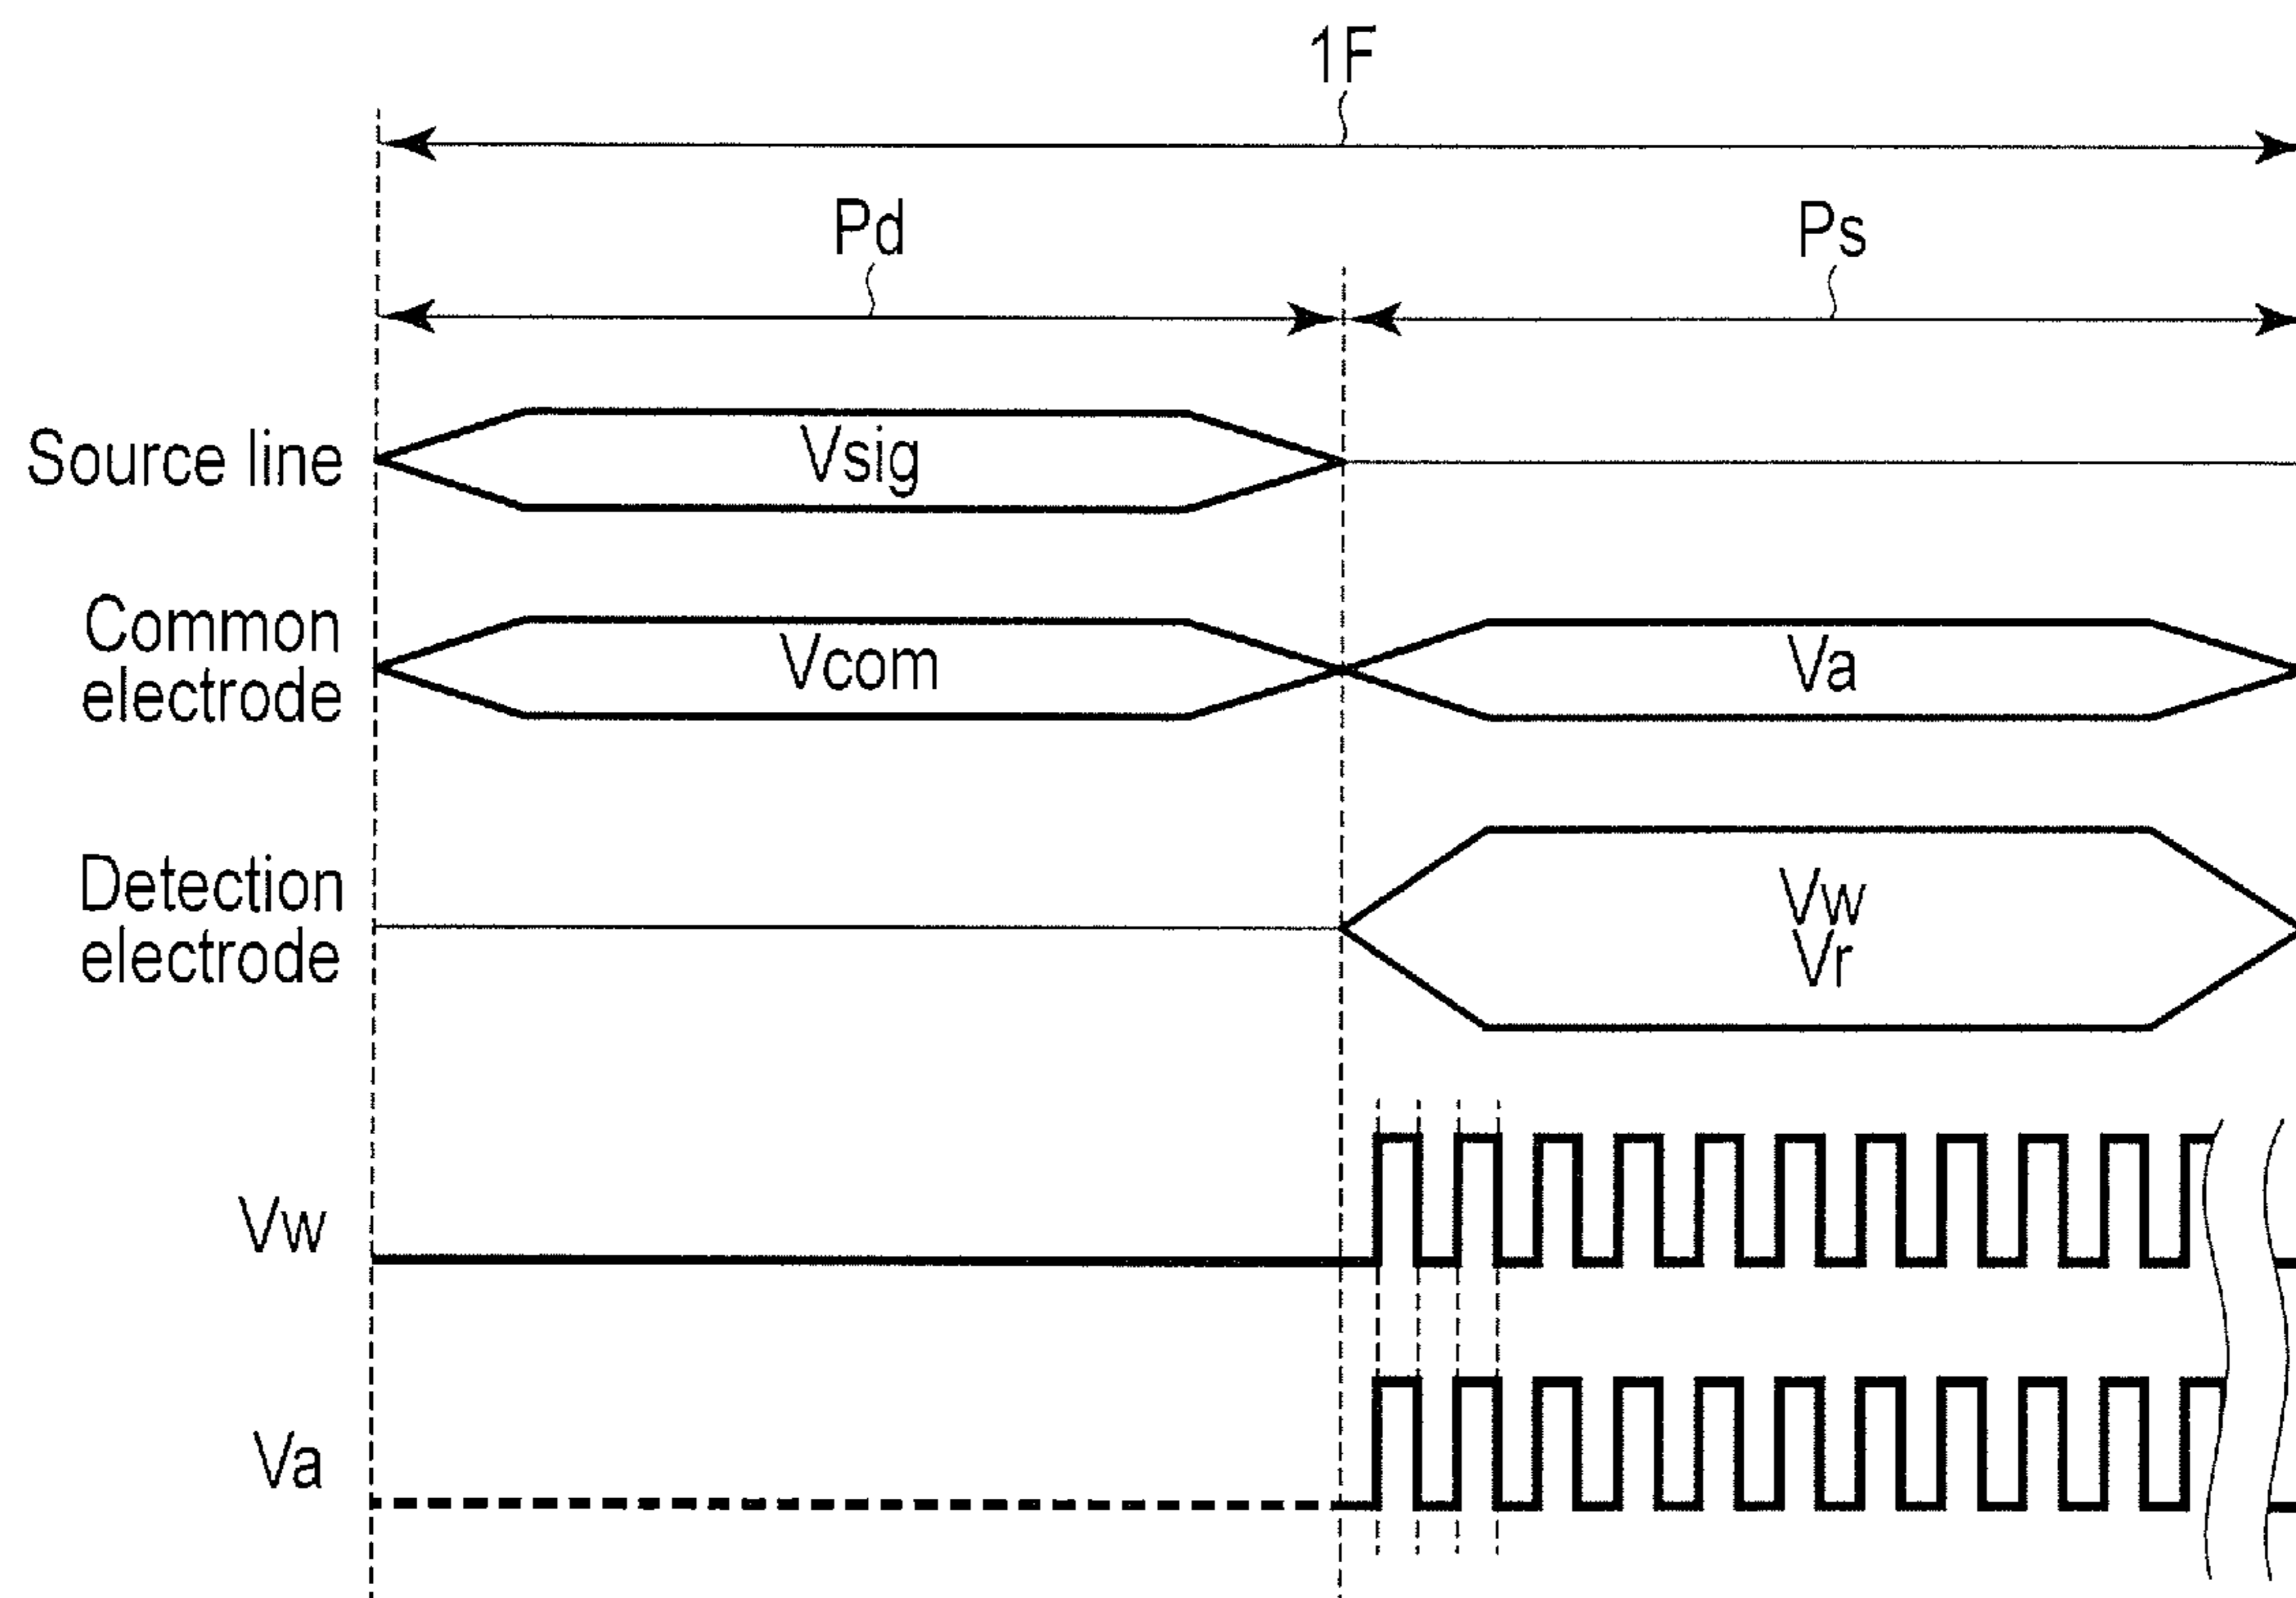 1F
Pd
Ps
Source line
Vsig
Common
electrode
Vcom
Va
Detection
electrode
Vw
Vr
Vw
Va